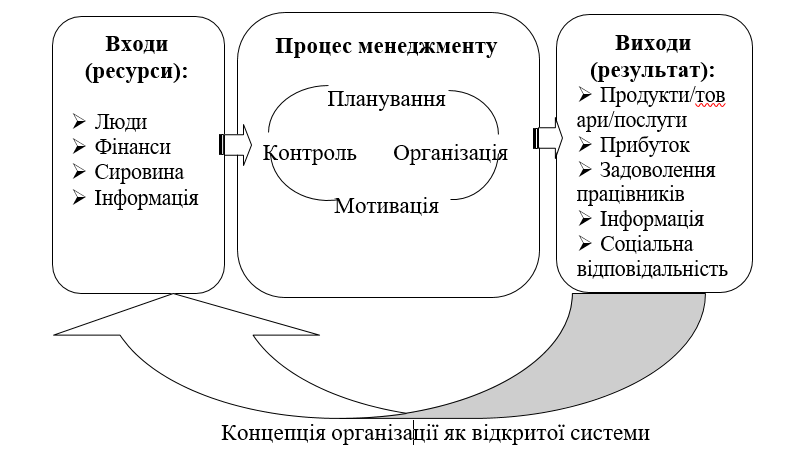 Входи
(ресурси):
Люди
Фінанси
Сировина
Інформація
Процес менеджменту
Планування
Контроль
Організація
Мотивація
Виходи
(результат):
Продукти/тов
ари/послуги
Прибуток
Задоволення
працівників
Інформація
Соціальна
відповідальність
Концепція організації як відкритої системи